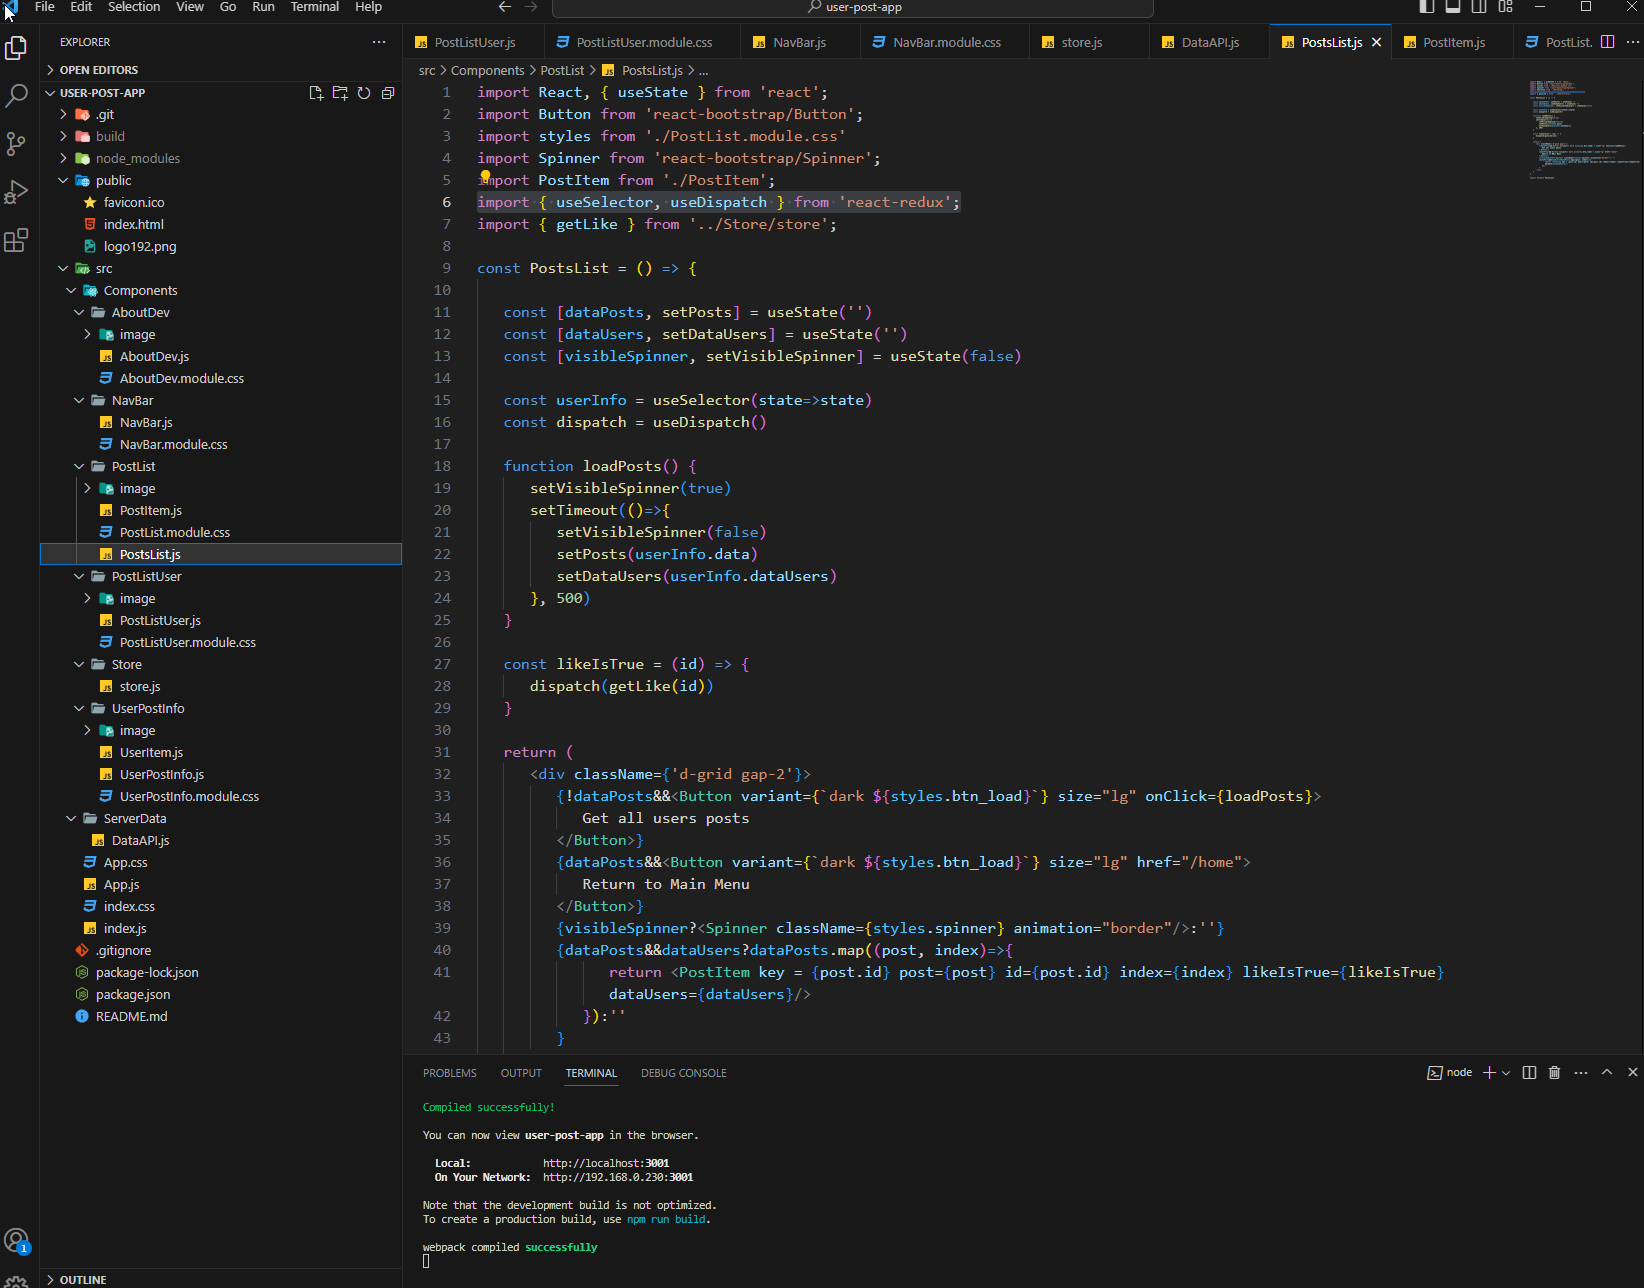 File Edit Selection View Go Run Terminal Help
user-post-app
EXPLORER
OPEN EDITORS
USER-POST-APP
.git
build
node_modules
public
favicon.ico
index.html
logo192.png
src
Components
AboutDev
image
AboutDev.js
AboutDev.module.css
NavBar
NavBar.js
NavBar.module.css
PostList
image
PostItem.js
PostList.module.css
PostsList.js
PostListUser
image
PostListUser.js
PostListUser.module.css
Store
store.js
UserPostInfo
image
UserItem.js
UserPostInfo.js
UserPostInfo.module.css
ServerData
DataAPI.js
App.css
App.js
index.css
index.js
.gitignore
package-lock.json
package.json
README.md
OUTLINE
1
PostListUser.js PostListUser.module.css NavBar.js NavBar.module.css store.js DataAPI.js PostsList.js PostItem.js PostList.
src > Components > PostList > PostsList.js > ...
1 import React, { useState } from 'react';
2 import Button from 'react-bootstrap/Button';
3 import styles from './PostList.module.css'
4 import Spinner from 'react-bootstrap/Spinner';
5 import PostItem from './PostItem';
6 import { useSelector, useDispatch } from 'react-redux';
7 import { getLike } from '../Store/store';
8
9 const PostsList = () => {
10
11 const [dataPosts, setPosts] = useState('')
12 const [dataUsers, setDataUsers] = useState('')
13 const [visibleSpinner, setVisibleSpinner] = useState(false)
14
15 const userInfo = useSelector(state=>state)
16 const dispatch = useDispatch()
17
18 function loadPosts() {
19 setVisibleSpinner(true)
20 setTimeout(()=>{
21 setVisibleSpinner(false)
22 setPosts(userInfo.data)
23 setDataUsers(userInfo.dataUsers)
24 }, 500)
25 }
26
27 const likeIsTrue = (id) => {
28 dispatch(getLike(id))
29 }
30
31 return (
32 <div className={'d-grid gap-2'}>
33 {!dataPosts&&<Button variant={`dark ${styles.btn_load}`} size="lg" onClick={loadPosts}>
34 Get all users posts
35 </Button>}
36 {dataPosts&&<Button variant={`dark ${styles.btn_load}`} size="lg" href="/home">
37 Return to Main Menu
38 </Button>}
39 {visibleSpinner?<Spinner className={styles.spinner} animation="border"/>:''}
40 {dataPosts&&dataUsers?dataPosts.map((post, index)=>{
41 return <PostItem key = {post.id} post={post} id={post.id} index={index} likeIsTrue={likeIsTrue}
dataUsers={dataUsers}/>
42 }):''
43 }
PROBLEMS OUTPUT TERMINAL DEBUG CONSOLE
node
Compiled successfully!
You can now view user-post-app in the browser.
Local: http://localhost:3001
On Your Network: http://192.168.0.230:3001
Note that the development build is not optimized.
To create a production build, use npm run build.
webpack compiled successfully